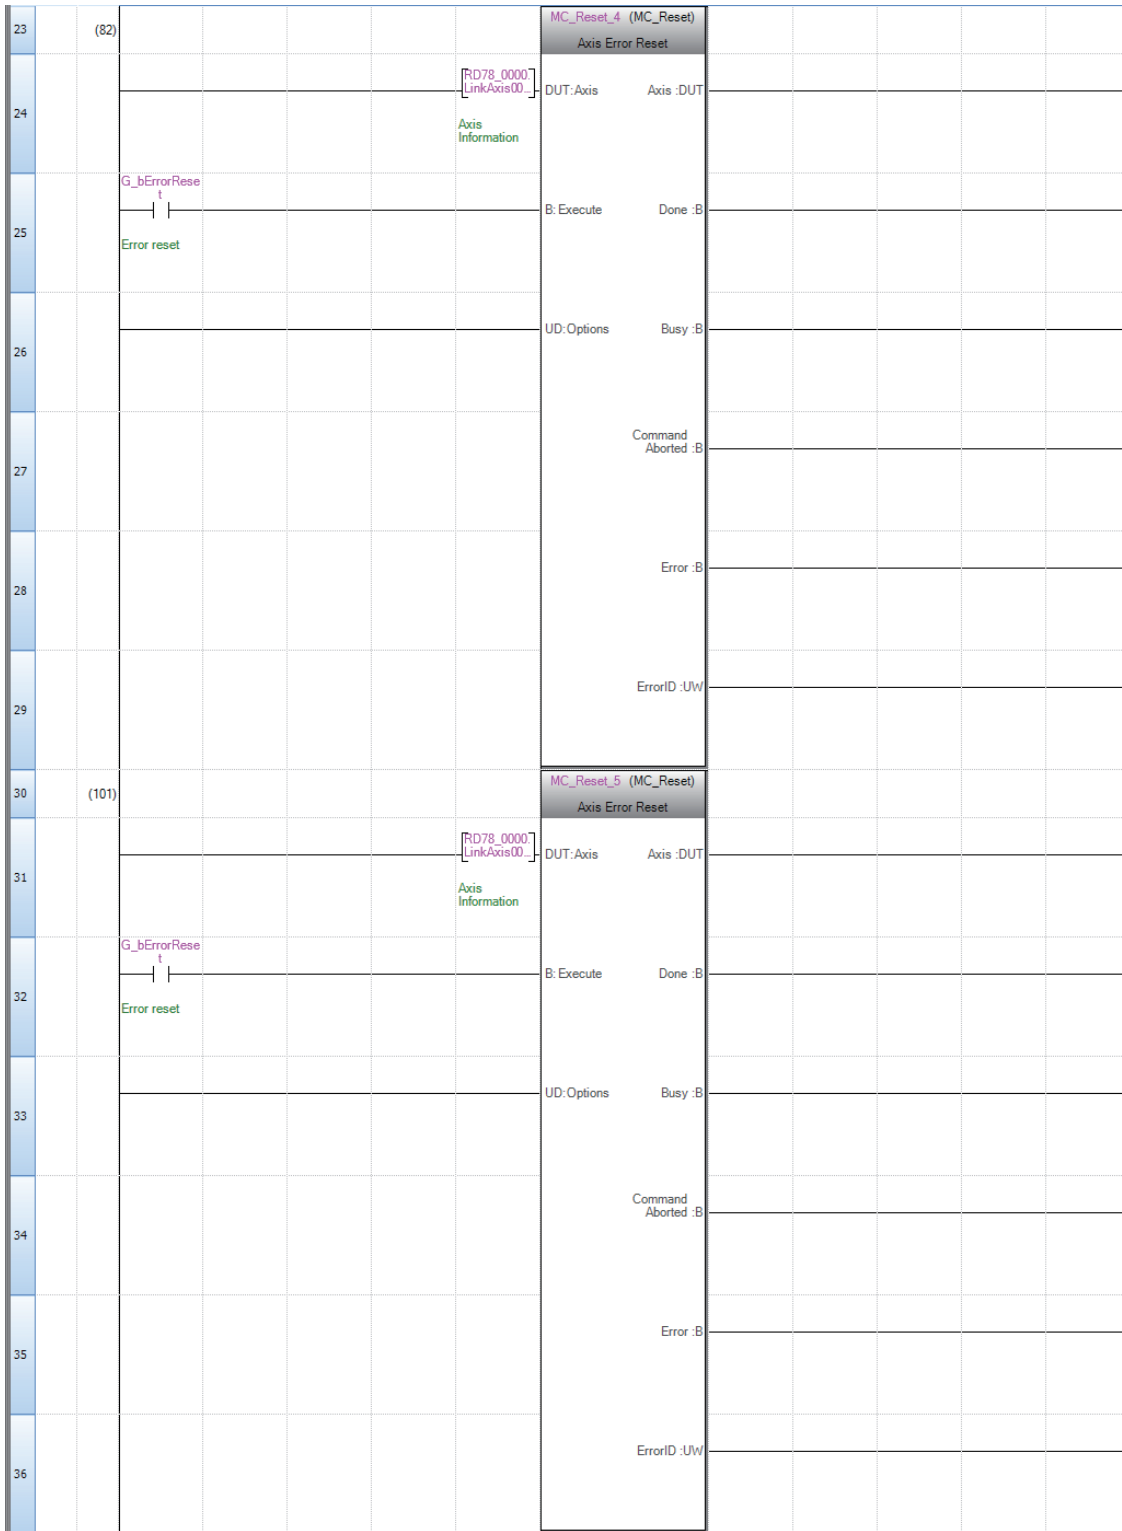 23
(82)
MC_Reset_4 (MC_Reset)
Axis Error Reset
24
RD78_0000.
LinkAxis00...
DUT:Axis
Axis :DUT
Axis
Information
25
G_bErrorRese
t
B:Execute
Done :B
Error reset
26
UD:Options
Busy :B
27
Command
Aborted :B
28
Error :B
29
ErrorID :UW
30
(101)
MC_Reset_5 (MC_Reset)
Axis Error Reset
31
RD78_0000.
LinkAxis00...
DUT:Axis
Axis :DUT
Axis
Information
32
G_bErrorRese
t
B:Execute
Done :B
Error reset
33
UD:Options
Busy :B
34
Command
Aborted :B
35
Error :B
36
ErrorID :UW